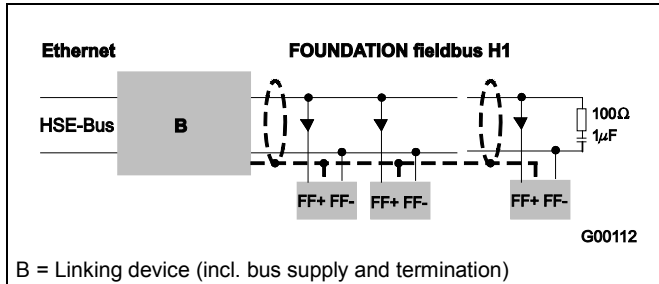 Ethernet
FOUNDATION fieldbus H1
HSE-Bus
B
100Ω
1µF
FF+ FF-
FF+ FF-
FF+ FF-
G00112
B = Linking device (incl. bus supply and termination)